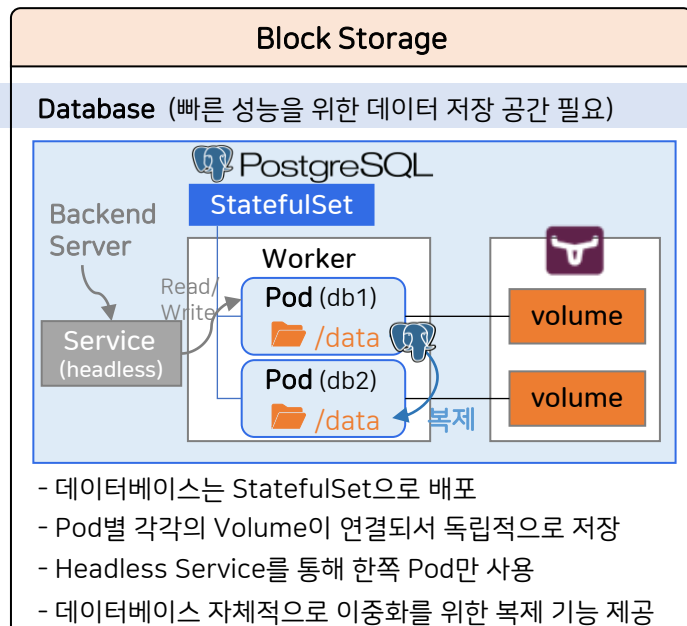 Block Storage
Database (빠른 성능을 위한 데이터 저장 공간 필요)
PostgreSQL
StatefulSet
Backend
Server
Worker
Read/
Write
Pod (db1)
/data
volume
Service
(headless)
Pod (db2)
/data
volume
복제
- 데이터베이스는 StatefulSet으로 배포
- Pod별 각각의 Volume이 연결되서 독립적으로 저장
- Headless Service를 통해 한쪽 Pod만 사용
- 데이터베이스 자체적으로 이중화를 위한 복제 기능 제공